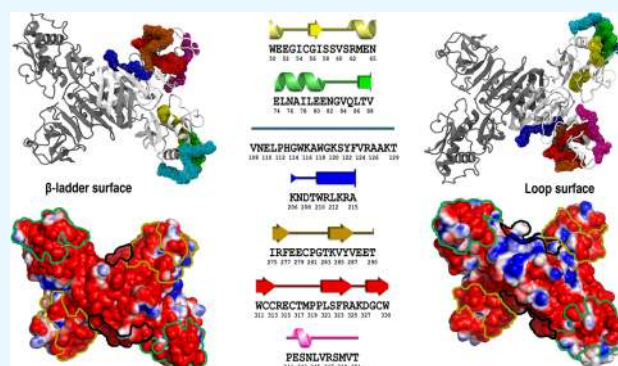 WEEGICGISSVSRMEN
50 52 54 56 58 60 62 65
ELNAILEENGVQLTV
74 76 78 80 82 84 86 88
VNELPHGWKAWGKSYFVRAAKT
108 110 112 114 116 118 120 122 124 126 129
KNDTWRLKRA
206 208 210 212 215
β-ladder surface
Loop surface
IRFEECPGTKVYVEET
275 277 279 281 283 285 287 290
WCCRECTMPPLSFRAKDGCW
311 313 315 317 319 321 323 325 327 330
PESNLVRSMVT